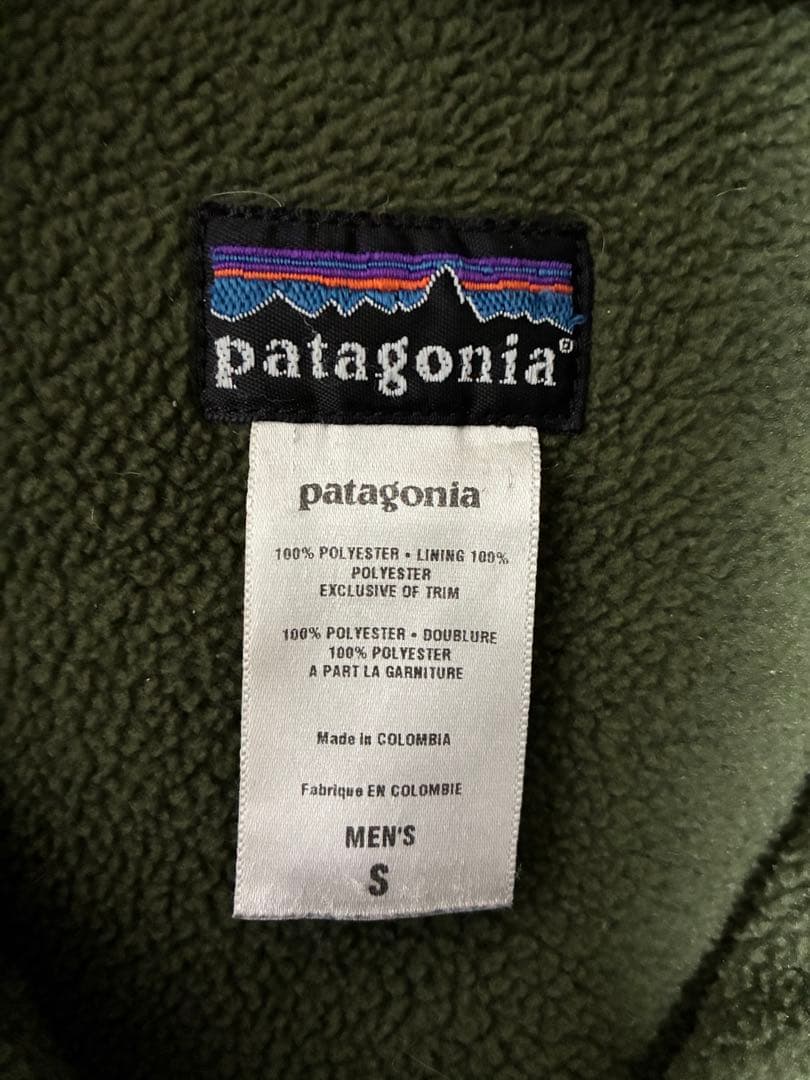 patagonia®
patagonia
100% POLYESTER • LINING 100%
POLYESTER
EXCLUSIVE OF TRIM
100% POLYESTER • DOUBLURE
100% POLYESTER
A PART LA GARNITURE
Made in COLOMBIA
Fabrique EN COLOMBIE
MEN'S
S